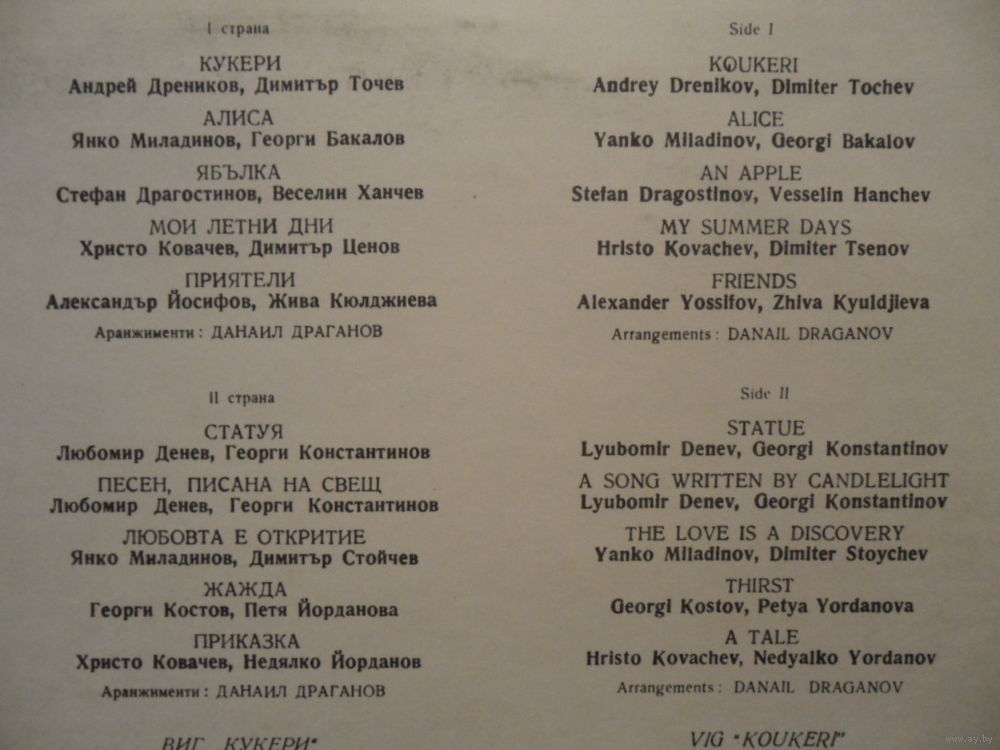 I страна
КУКЕРИ
Андрей Дреников, Димитър Точев
АЛИСА
Янко Миладинов, Георги Бакалов
ЯБЪЛКА
Стефан Драгостинов, Веселин Ханчев
МОИ ЛЕТНИ ДНИ
Христо Ковачев, Димитър Ценов
ПРИЯТЕЛИ
Александър Йосифов, Жива Кюлджиева
Аранжименти: ДАНАИЛ ДРАГАНОВ
II страна
СТАТУЯ
Любомир Денев, Георги Константинов
ПЕСЕН, ПИСАНА НА СВЕЩ
Любомир Денев, Георги Константинов
ЛЮБОВТА Е ОТКРИТИЕ
Янко Миладинов, Димитър Стойчев
ЖАЖДА
Георги Костов, Петя Йорданова
ПРИКАЗКА
Христо Ковачев, Недялко Йорданов
Аранжименти: ДАНАИЛ ДРАГАНОВ
ВИГ „КУКЕРИ“
Side I
KOUKERI
Andrey Drenikov, Dimiter Tochev
ALICE
Yanko Miladinov, Georgi Bakalov
AN APPLE
Stefan Dragostinov, Vesselin Hanchev
MY SUMMER DAYS
Hristo Kovachev, Dimiter Tsenov
FRIENDS
Alexander Yossifov, Zhiva Kyuldjieva
Arrangements: DANAIL DRAGANOV
Side II
STATUE
Lyubomir Denev, Georgi Konstantinov
A SONG WRITTEN BY CANDLELIGHT
Lyubomir Denev, Georgi Konstantinov
THE LOVE IS A DISCOVERY
Yanko Miladinov, Dimiter Stoychev
THIRST
Georgi Kostov, Petya Yordanova
A TALE
Hristo Kovachev, Nedyalko Yordanov
Arrangements: DANAIL DRAGANOV
VIG "KOUKERI"
www.ay.by